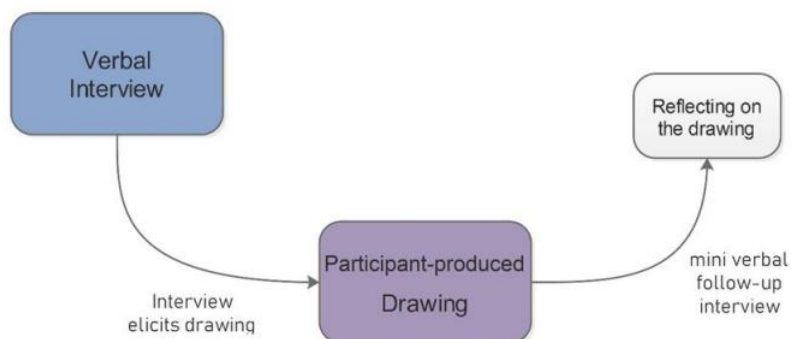 Verbal
Interview
Interview
elicits drawing
Participant-produced
Drawing
mini verbal
follow-up
interview
Reflecting on
the drawing